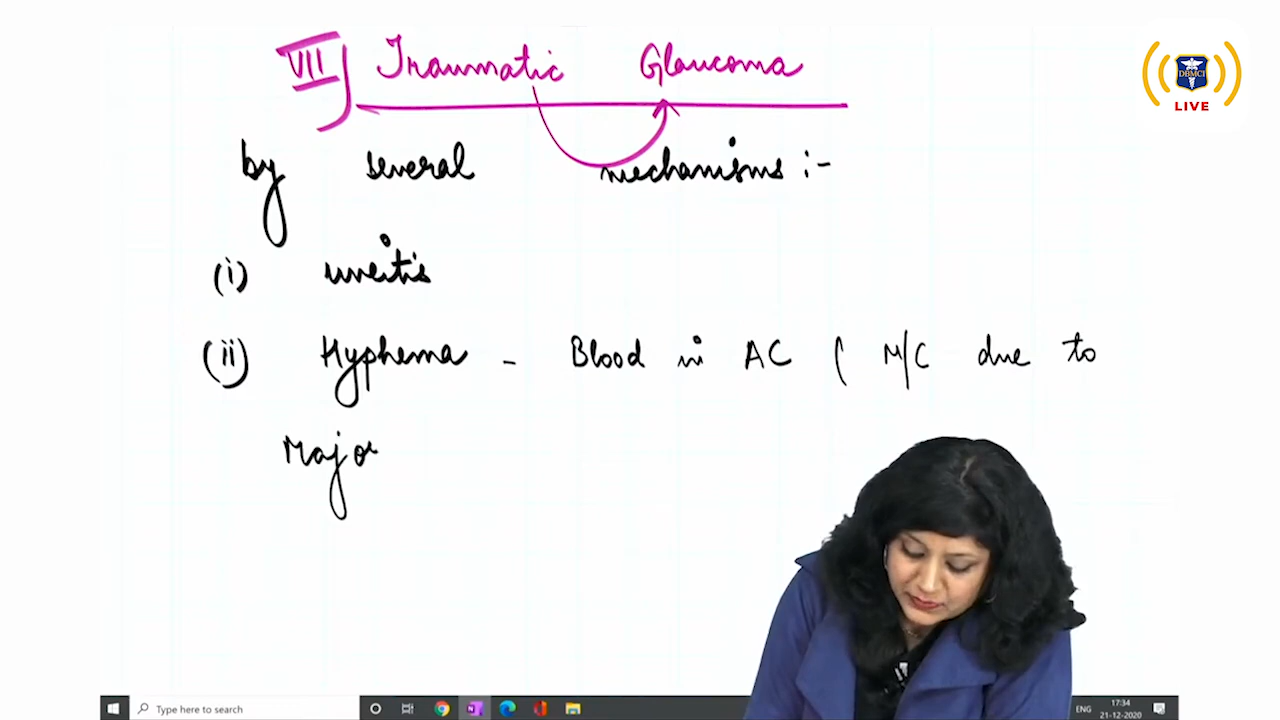 VII] Traumatic Glaucoma
by several mechanisms :-
(i) uveitis
(ii) Hyphema - Blood in AC ( M/C due to
Major
DBMCI
LIVE
Type here to search
ENG
17:34
21-12-2020